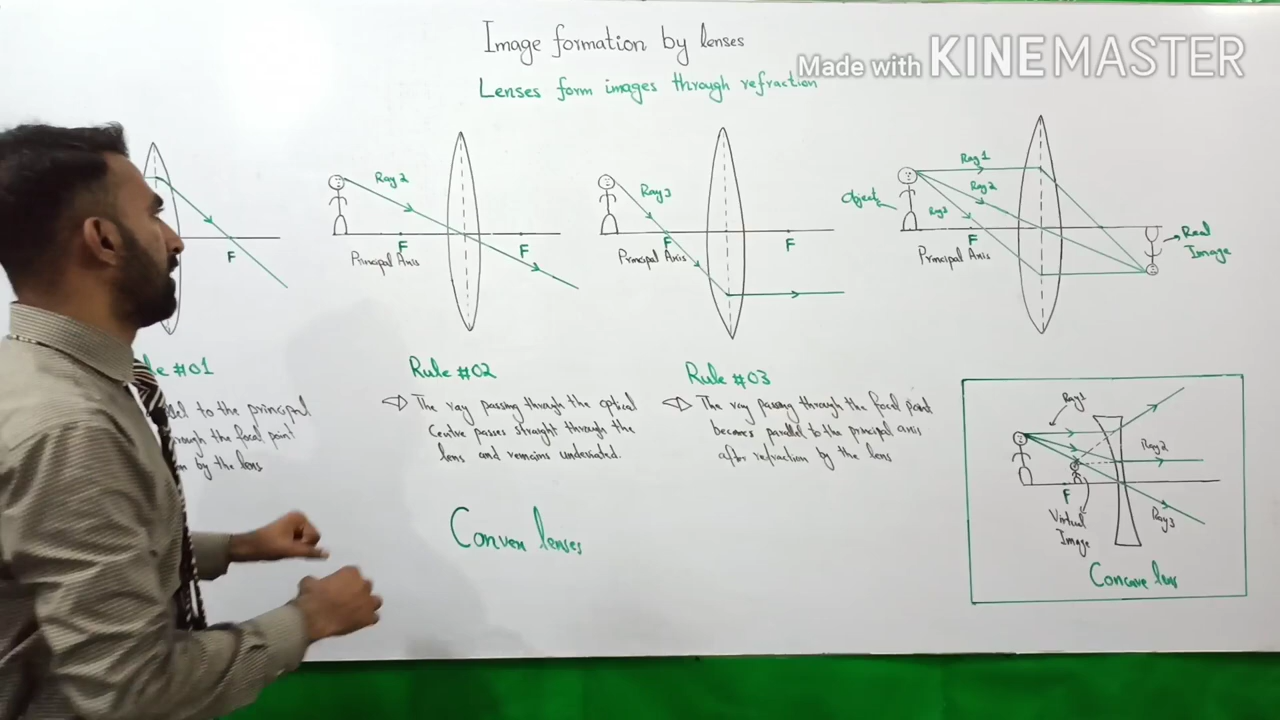 Image formation by lenses
Made with KINEMASTER
Lenses form images through refraction
F
Ray 2
F
F
Principal Axis
Ray 3
F
F
Principal Axis
Ray 1
Ray 2
Ray 3
Object
F
Principal Axis
Real
Image
#01
to the principal
the focal point
by the lens
Rule #02
The ray passing through the optical
Centre passes straight through the
lens and remains undeviated.
Rule #03
The ray passing through the focal point
becomes parallel to the principal axis
after refraction by the lens
Convex lenses
Ray 1
Ray 2
Ray 3
F
Virtual
Image
Concave lens